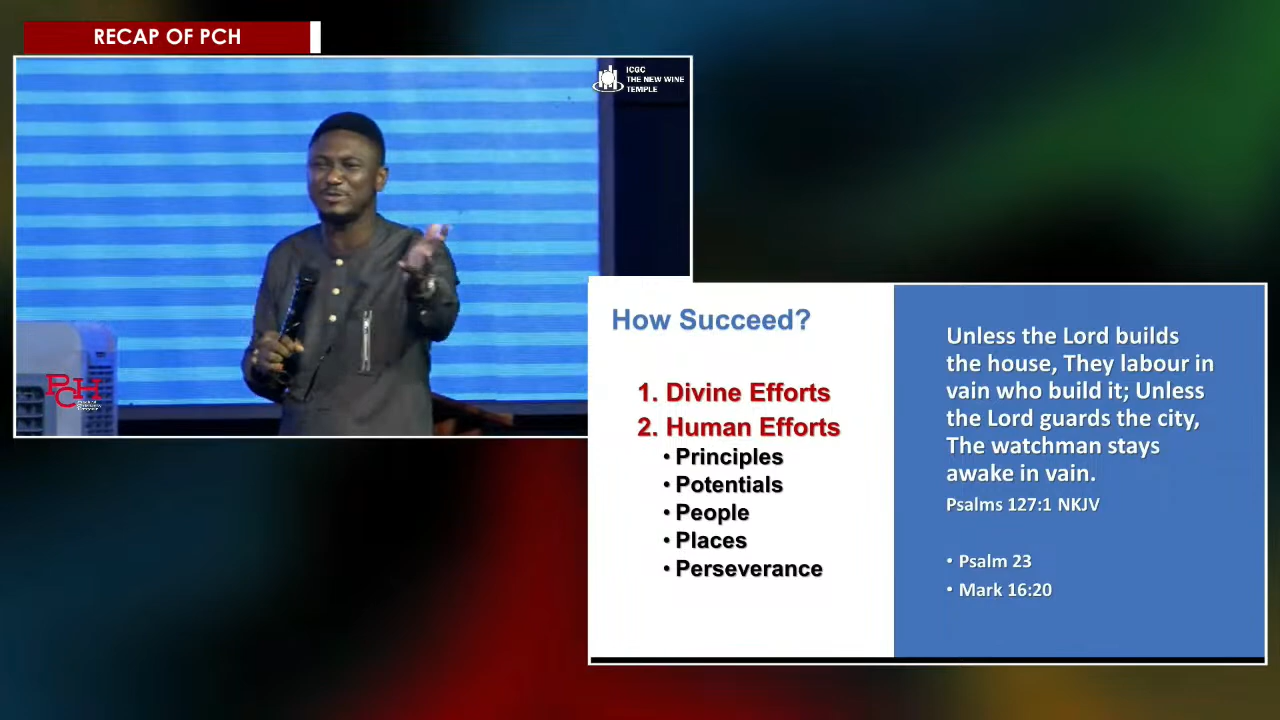 RECAP OF PCH
ICGC
THE NEW WINE
TEMPLE
PCH
How Succeed?
1. Divine Efforts
2. Human Efforts
• Principles
• Potentials
• People
• Places
• Perseverance
Unless the Lord builds
the house, They labour in
vain who build it; Unless
the Lord guards the city,
The watchman stays
awake in vain.
Psalms 127:1 NKJV
• Psalm 23
• Mark 16:20